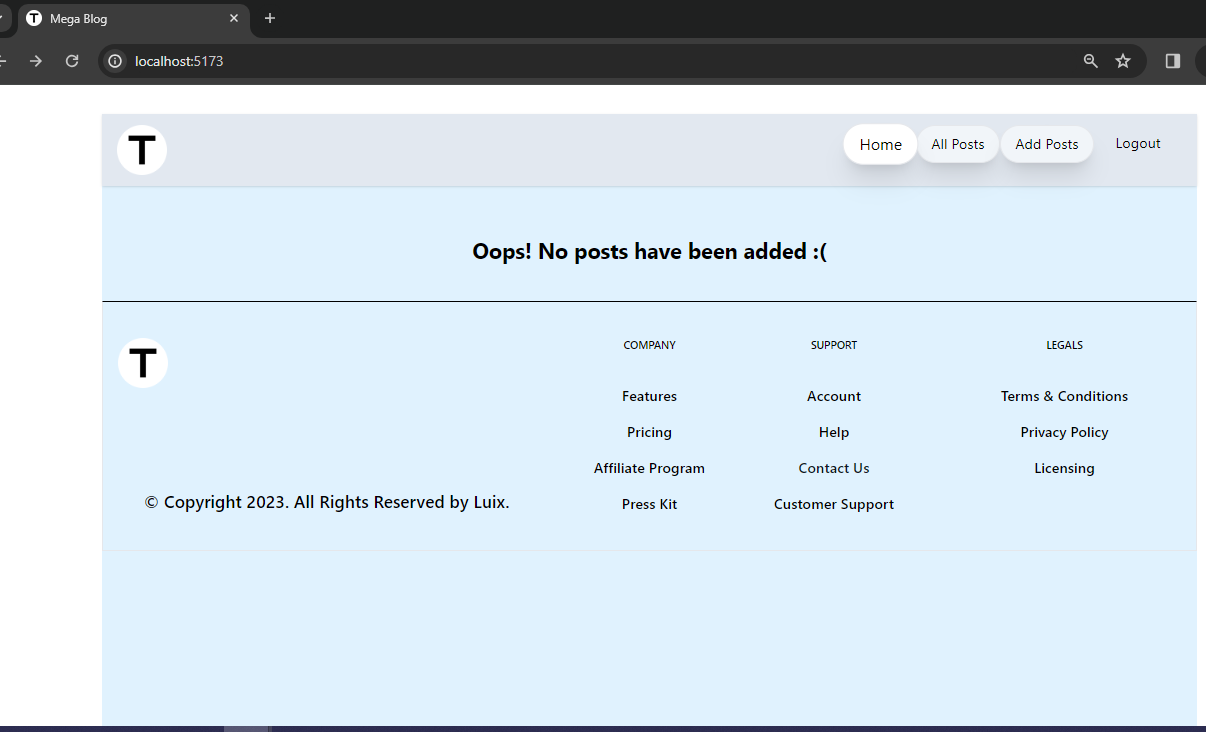 T Mega Blog
localhost:5173
T
Home All Posts Add Posts Logout
Oops! No posts have been added :(
T
COMPANY SUPPORT LEGALS
Features Account Terms & Conditions
Pricing Help Privacy Policy
Affiliate Program Contact Us Licensing
© Copyright 2023. All Rights Reserved by Luix.
Press Kit Customer Support